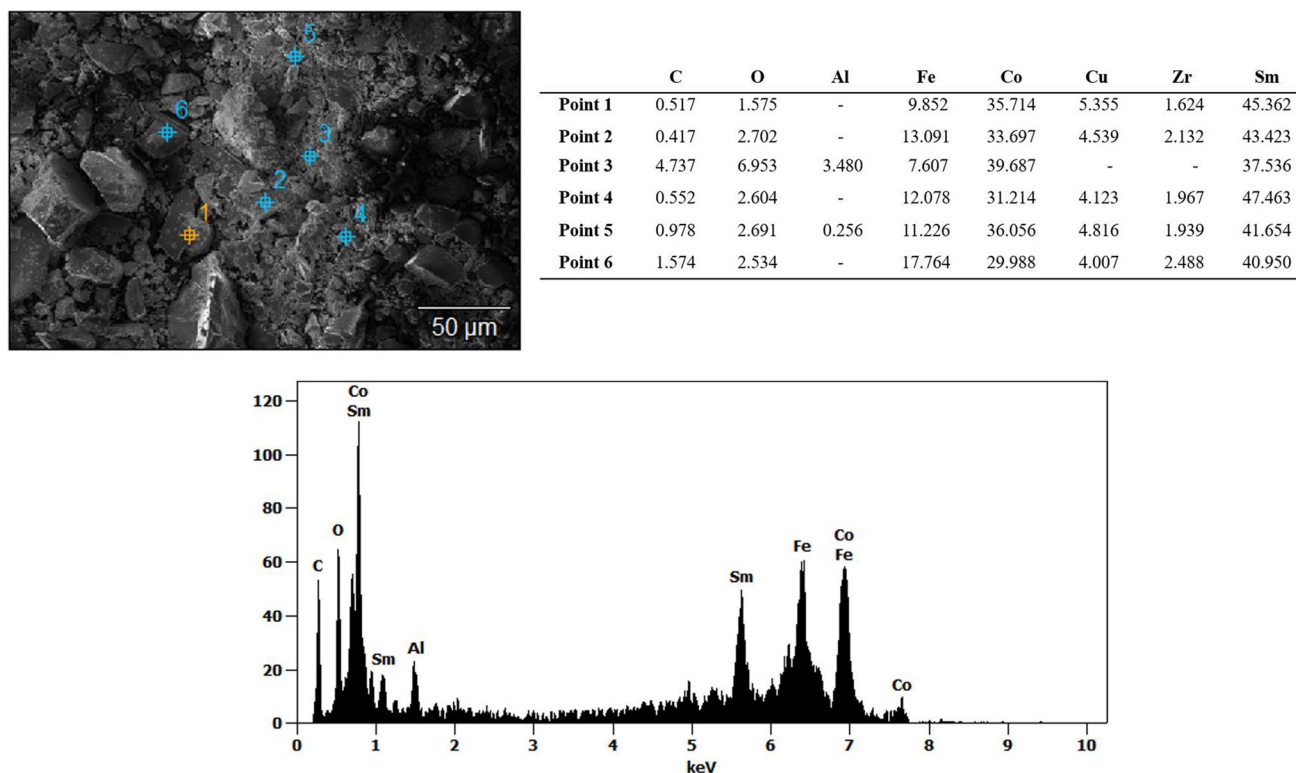 5
6
3
2
1
4
50 µm
C O Al Fe Co Cu Zr Sm
Point 1 0.517 1.575 - 9.852 35.714 5.355 1.624 45.362
Point 2 0.417 2.702 - 13.091 33.697 4.539 2.132 43.423
Point 3 4.737 6.953 3.480 7.607 39.687 - - 37.536
Point 4 0.552 2.604 - 12.078 31.214 4.123 1.967 47.463
Point 5 0.978 2.691 0.256 11.226 36.056 4.816 1.939 41.654
Point 6 1.574 2.534 - 17.764 29.988 4.007 2.488 40.950
120
100
80
60
40
20
0
Co
Sm
O
C
Sm
Al
Sm
Fe
Co
Fe
Co
0 1 2 3 4 5 6 7 8 9 10
keV